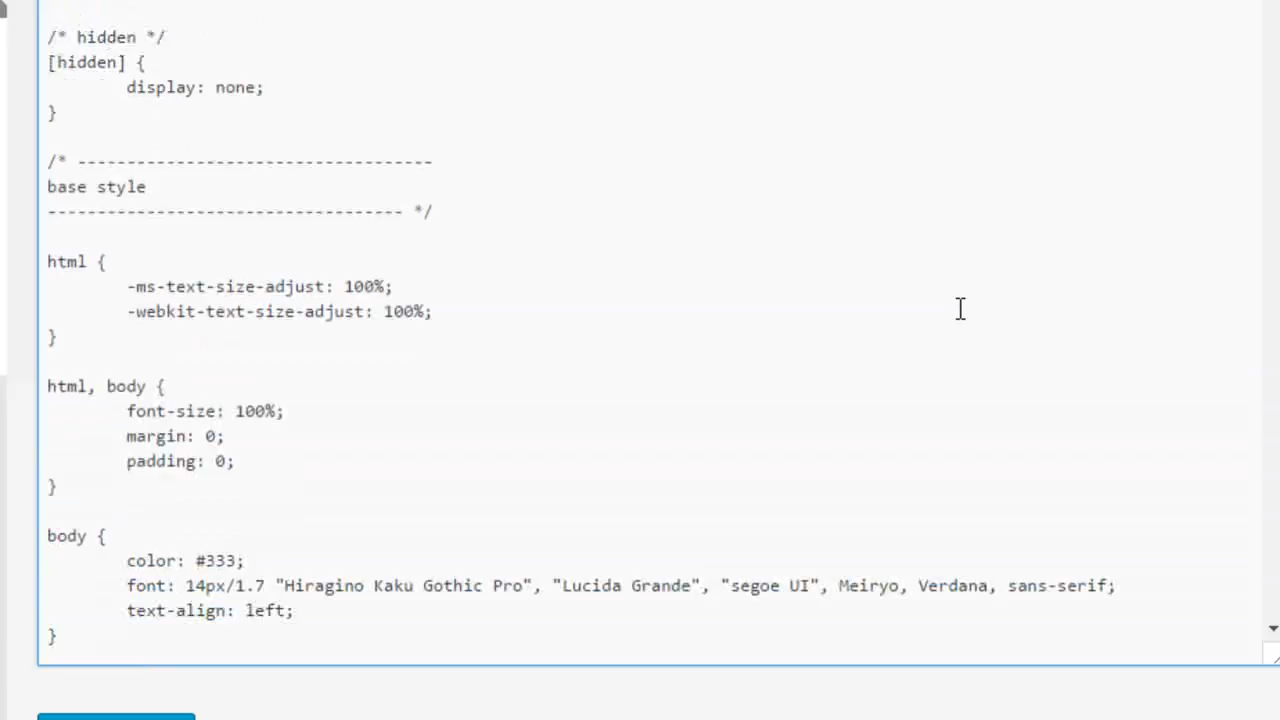 /* hidden */
[hidden] {
display: none;
}
/* ------------------------------------
base style
------------------------------------ */
html {
-ms-text-size-adjust: 100%;
-webkit-text-size-adjust: 100%;
}
html, body {
font-size: 100%;
margin: 0;
padding: 0;
}
body {
color: #333;
font: 14px/1.7 "Hiragino Kaku Gothic Pro", "Lucida Grande", "segoe UI", Meiryo, Verdana, sans-serif;
text-align: left;
}